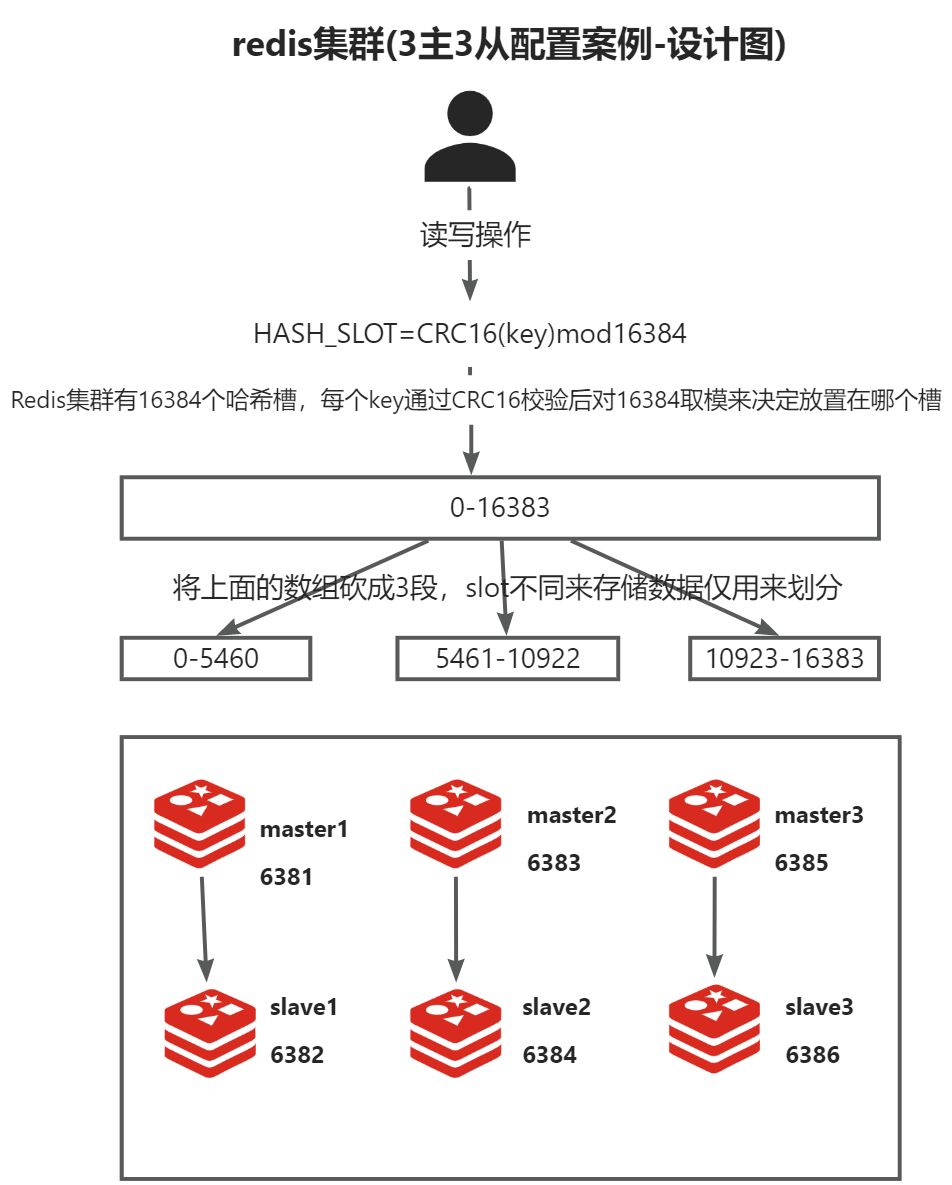 redis集群(3主3从配置案例-设计图)
读写操作
HASH_SLOT=CRC16(key)mod16384
Redis集群有16384个哈希槽，每个key通过CRC16校验后对16384取模来决定放置在哪个槽
0-16383
将上面的数组砍成3段，slot不同来存储数据仅用来划分
0-5460
5461-10922
10923-16383
master1
6381
master2
6383
master3
6385
slave1
6382
slave2
6384
slave3
6386